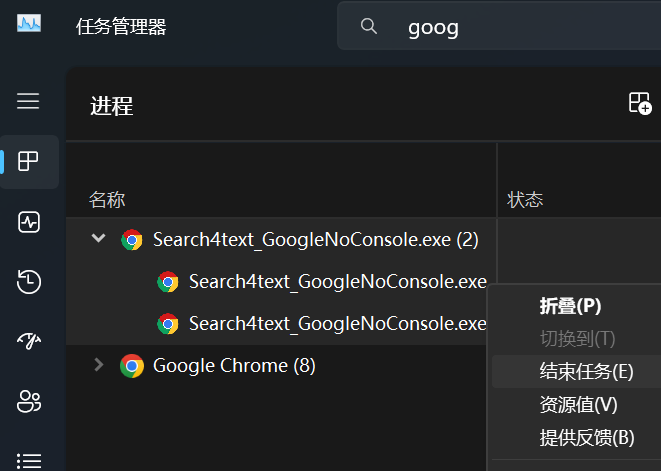 任务管理器
goog
进程
名称
状态
Search4text_GoogleNoConsole.exe (2)
Search4text_GoogleNoConsole.exe
Search4text_GoogleNoConsole.exe
Google Chrome (8)
折叠(P)
切换到(T)
结束任务(E)
资源值(V)
提供反馈(B)